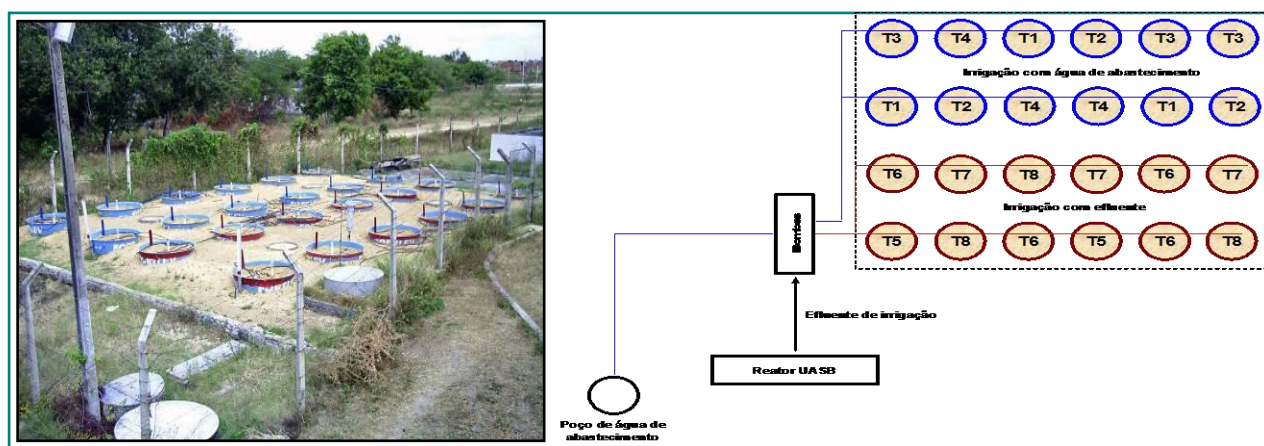 T3 T4 T1 T2 T3 T3
Irrigação com água de abastecimento
T1 T2 T4 T4 T1 T2
T6 T7 T8 T7 T6 T7
Irrigação com efluente
T5 T8 T6 T5 T6 T8
Bombas
Efluente de irrigação
Reator UASB
Poço de água de
abastecimento